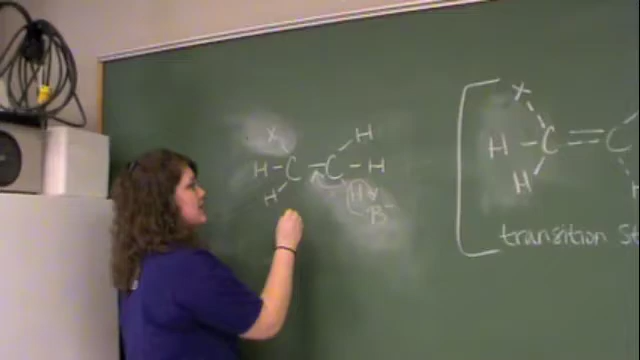 X H
H - C - C - H
H H
B⁻
X
H - C = C
H H
transition St